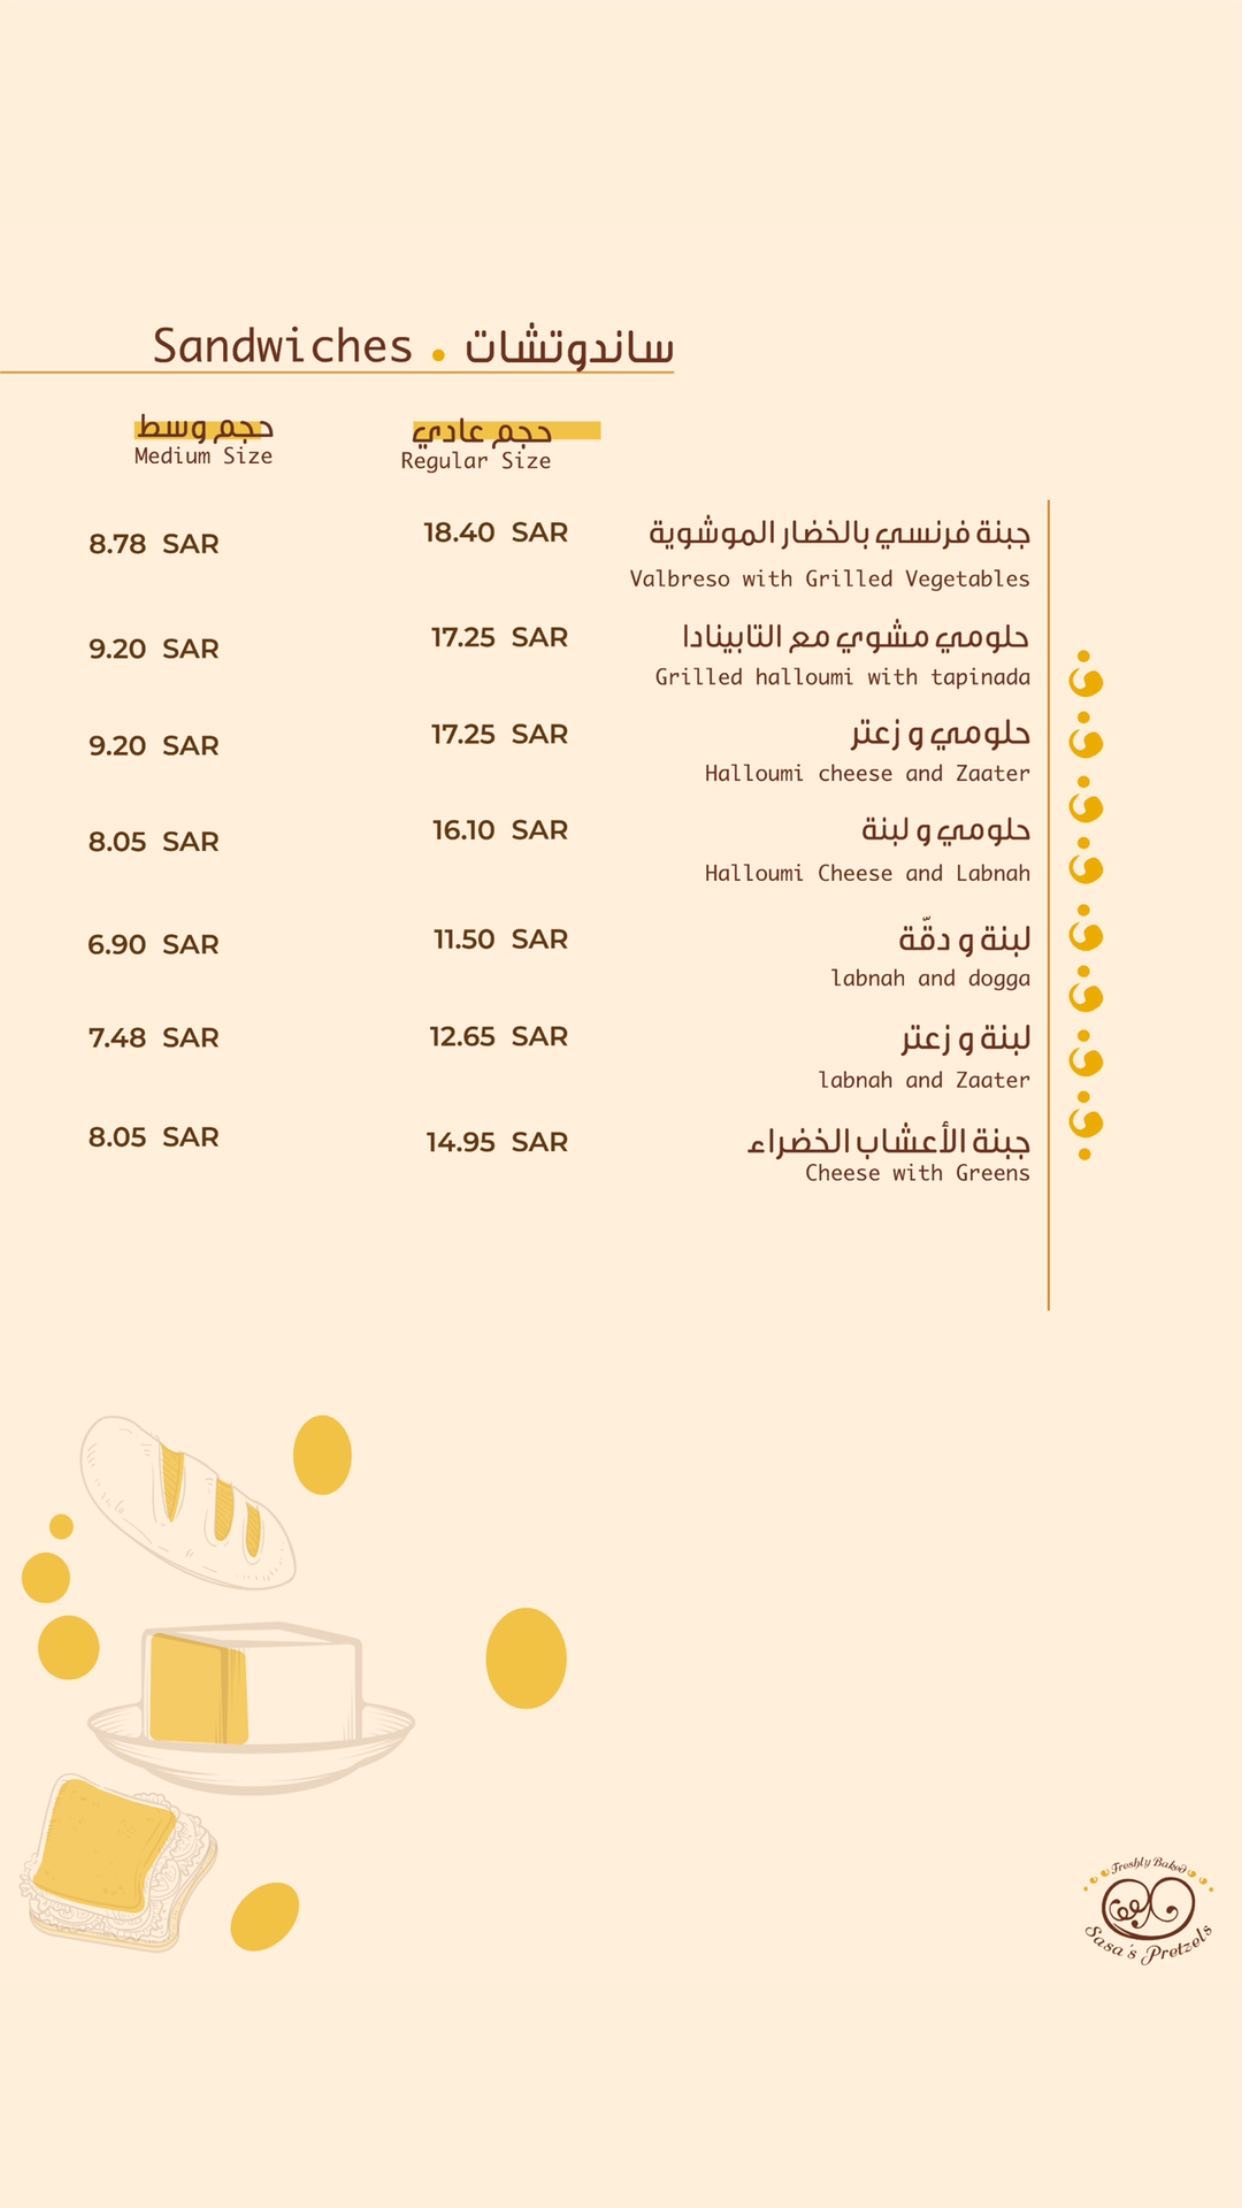 Sandwiches . ساندوتشات
حجم وسط
Medium Size
حجم عادي
Regular Size
جبنة فرنسي بالخضار الموشوية
Valbreso with Grilled Vegetables
18.40 SAR
8.78 SAR
حلومي مشوي مع التابينادا
Grilled halloumi with tapinada
17.25 SAR
9.20 SAR
حلومي و زعتر
Halloumi cheese and Zaater
17.25 SAR
9.20 SAR
حلومي و لبنة
Halloumi Cheese and Labnah
16.10 SAR
8.05 SAR
لبنة و دقّة
labnah and dogga
11.50 SAR
6.90 SAR
لبنة و زعتر
labnah and Zaater
12.65 SAR
7.48 SAR
جبنة الأعشاب الخضراء
Cheese with Greens
14.95 SAR
8.05 SAR
Freshly Baked
Sasa's Pretzels